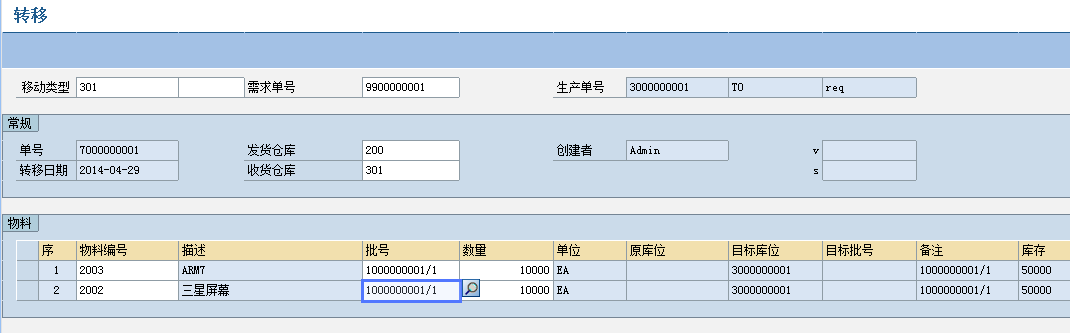 转移
移动类型 301 需求单号 9900000001 生产单号 3000000001 TO req
常规
单号 7000000001 发货仓库 200 创建者 Admin v
转移日期 2014-04-29 收货仓库 301 s
物料
序 物料编号 描述 批号 数量 单位 原库位 目标库位 目标批号 备注 库存
1 2003 ARM7 1000000001/1 10000 EA 3000000001 1000000001/1 50000
2 2002 三星屏幕 1000000001/1 10000 EA 3000000001 1000000001/1 50000